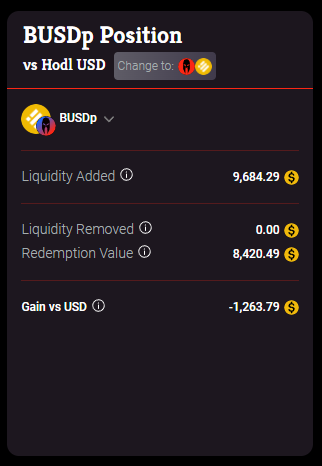 BUSDp Position
vs Hodl USD Change to:
BUSDp
Liquidity Added 9,684.29
Liquidity Removed 0.00
Redemption Value 8,420.49
Gain vs USD -1,263.79